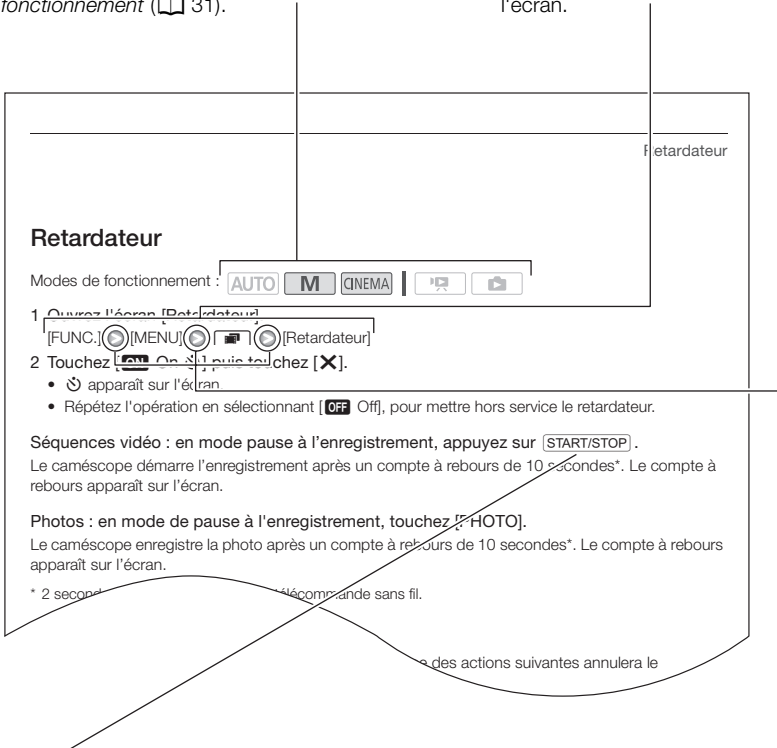 fonctionnement ( 31).
l'écran.
Retardateur
Retardateur
Modes de fonctionnement : AUTO M CINEMA
1 Ouvrez l'écran [Retardateur]
[FUNC.] [MENU] [Retardateur]
2 Touchez [ON On ] puis touchez [X].
• apparaît sur l'écran
• Répétez l'opération en sélectionnant [OFF Off], pour mettre hors service le retardateur.
Séquences vidéo : en mode pause à l'enregistrement, appuyez sur START/STOP .
Le caméscope démarre l'enregistrement après un compte à rebours de 10 secondes*. Le compte à
rebours apparaît sur l'écran.
Photos : en mode de pause à l'enregistrement, touchez [PHOTO].
Le caméscope enregistre la photo après un compte à rebours de 10 secondes*. Le compte à rebours
apparaît sur l'écran.
* 2 télécommande sans fil.
des actions suivantes annulera le